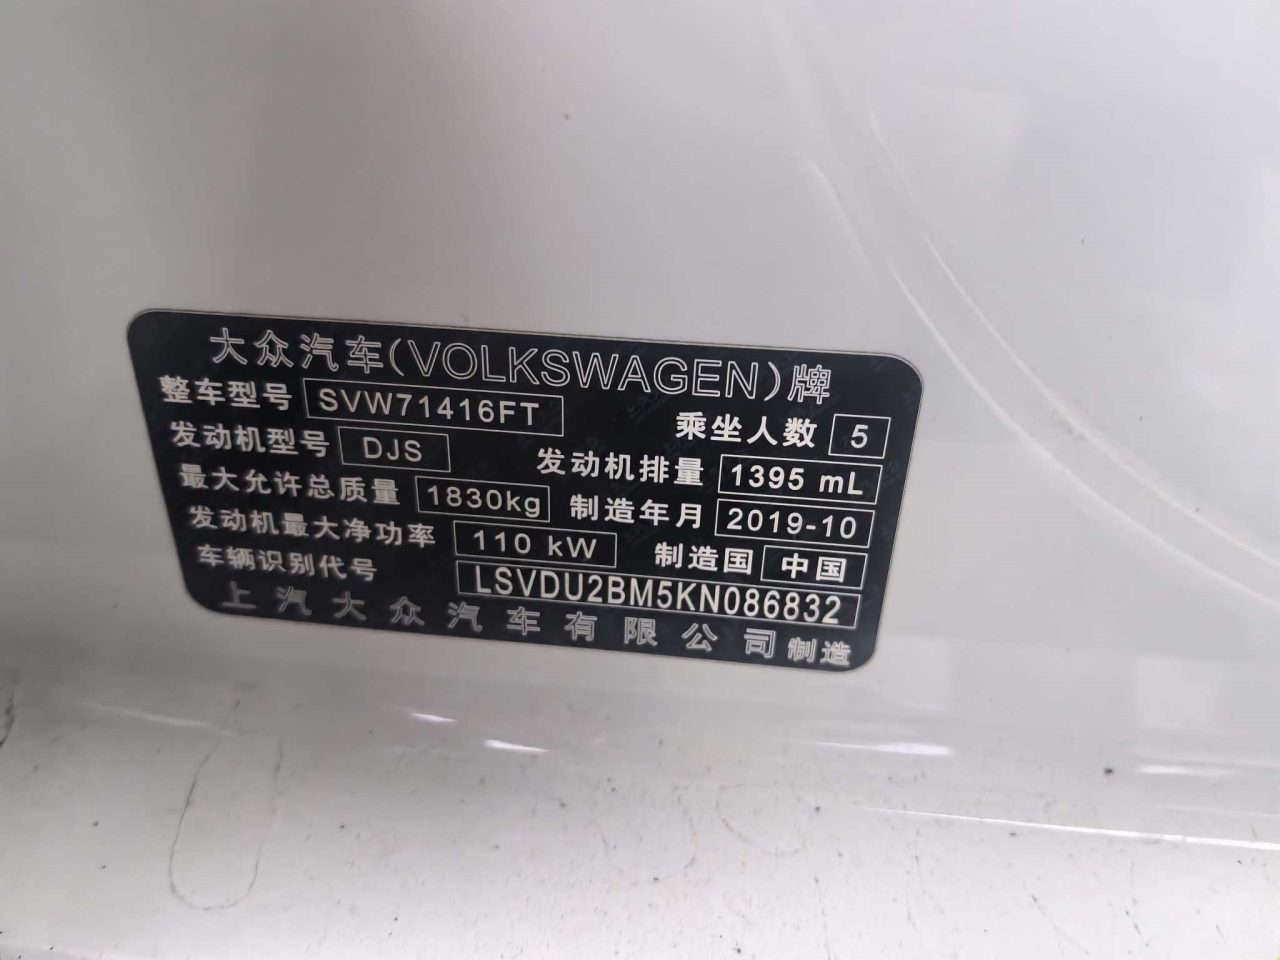 大众汽车(VOLKSWAGEN)牌
整车型号 SVW71416FT 乘坐人数 5
发动机型号 DJS 发动机排量 1395 mL
最大允许总质量 1830kg 制造年月 2019-10
发动机最大净功率 110 kW 制造国 中国
车辆识别代号 LSVDU2BM5KN086832
上汽大众汽车有限公司 制造